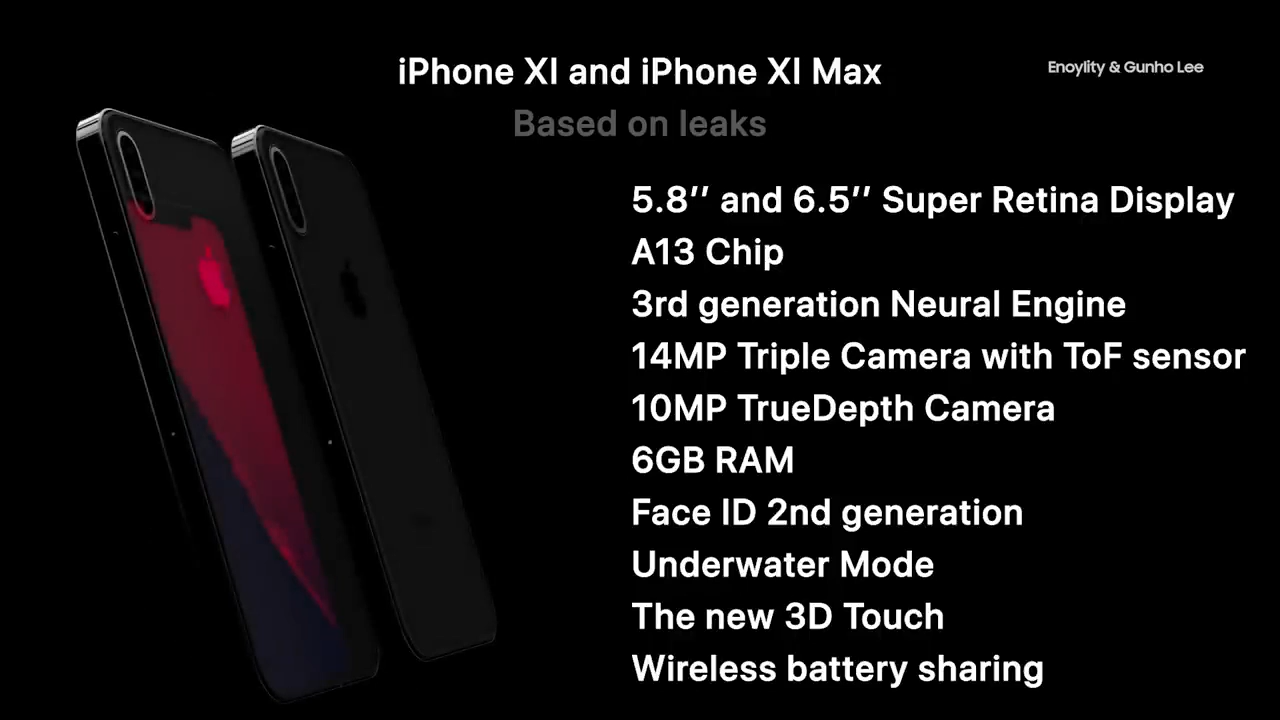 iPhone XI and iPhone XI Max
Enoylity & Gunho Lee
Based on leaks
5.8′′ and 6.5′′ Super Retina Display
A13 Chip
3rd generation Neural Engine
14MP Triple Camera with ToF sensor
10MP TrueDepth Camera
6GB RAM
Face ID 2nd generation
Underwater Mode
The new 3D Touch
Wireless battery sharing